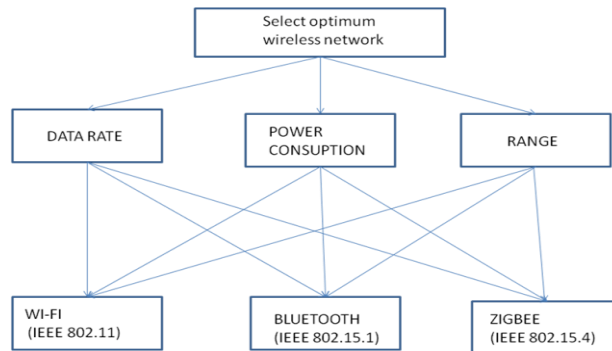 Select optimum
wireless network
DATA RATE
POWER
CONSUPTION
RANGE
WI-FI
(IEEE 802.11)
BLUETOOTH
(IEEE 802.15.1)
ZIGBEE
(IEEE 802.15.4)